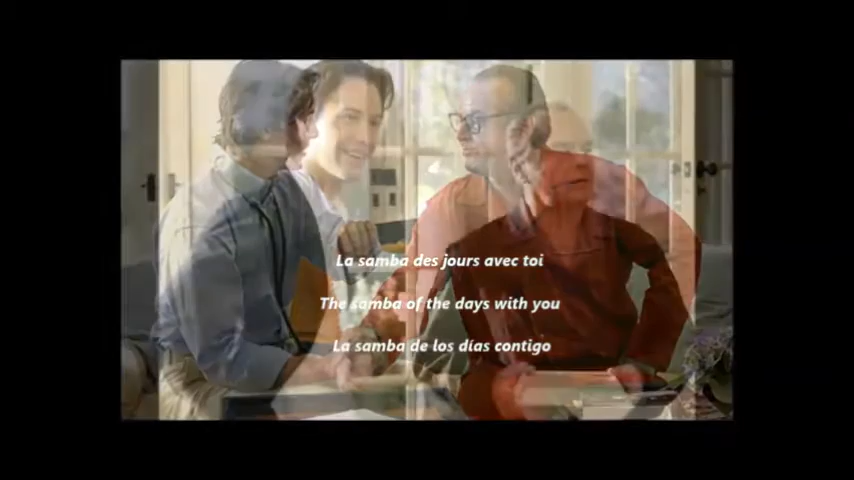 La samba des jours avec toi
The samba of the days with you
La samba de los días contigo